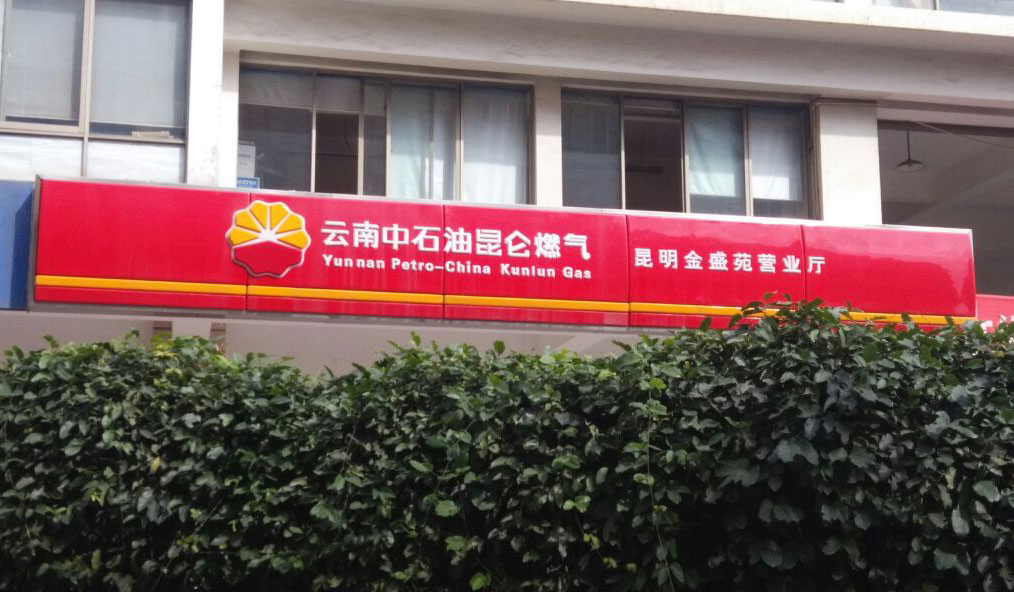 云南中石油昆仑燃气
Yunnan Petro-China Kunlun Gas
昆明金盛苑营业厅